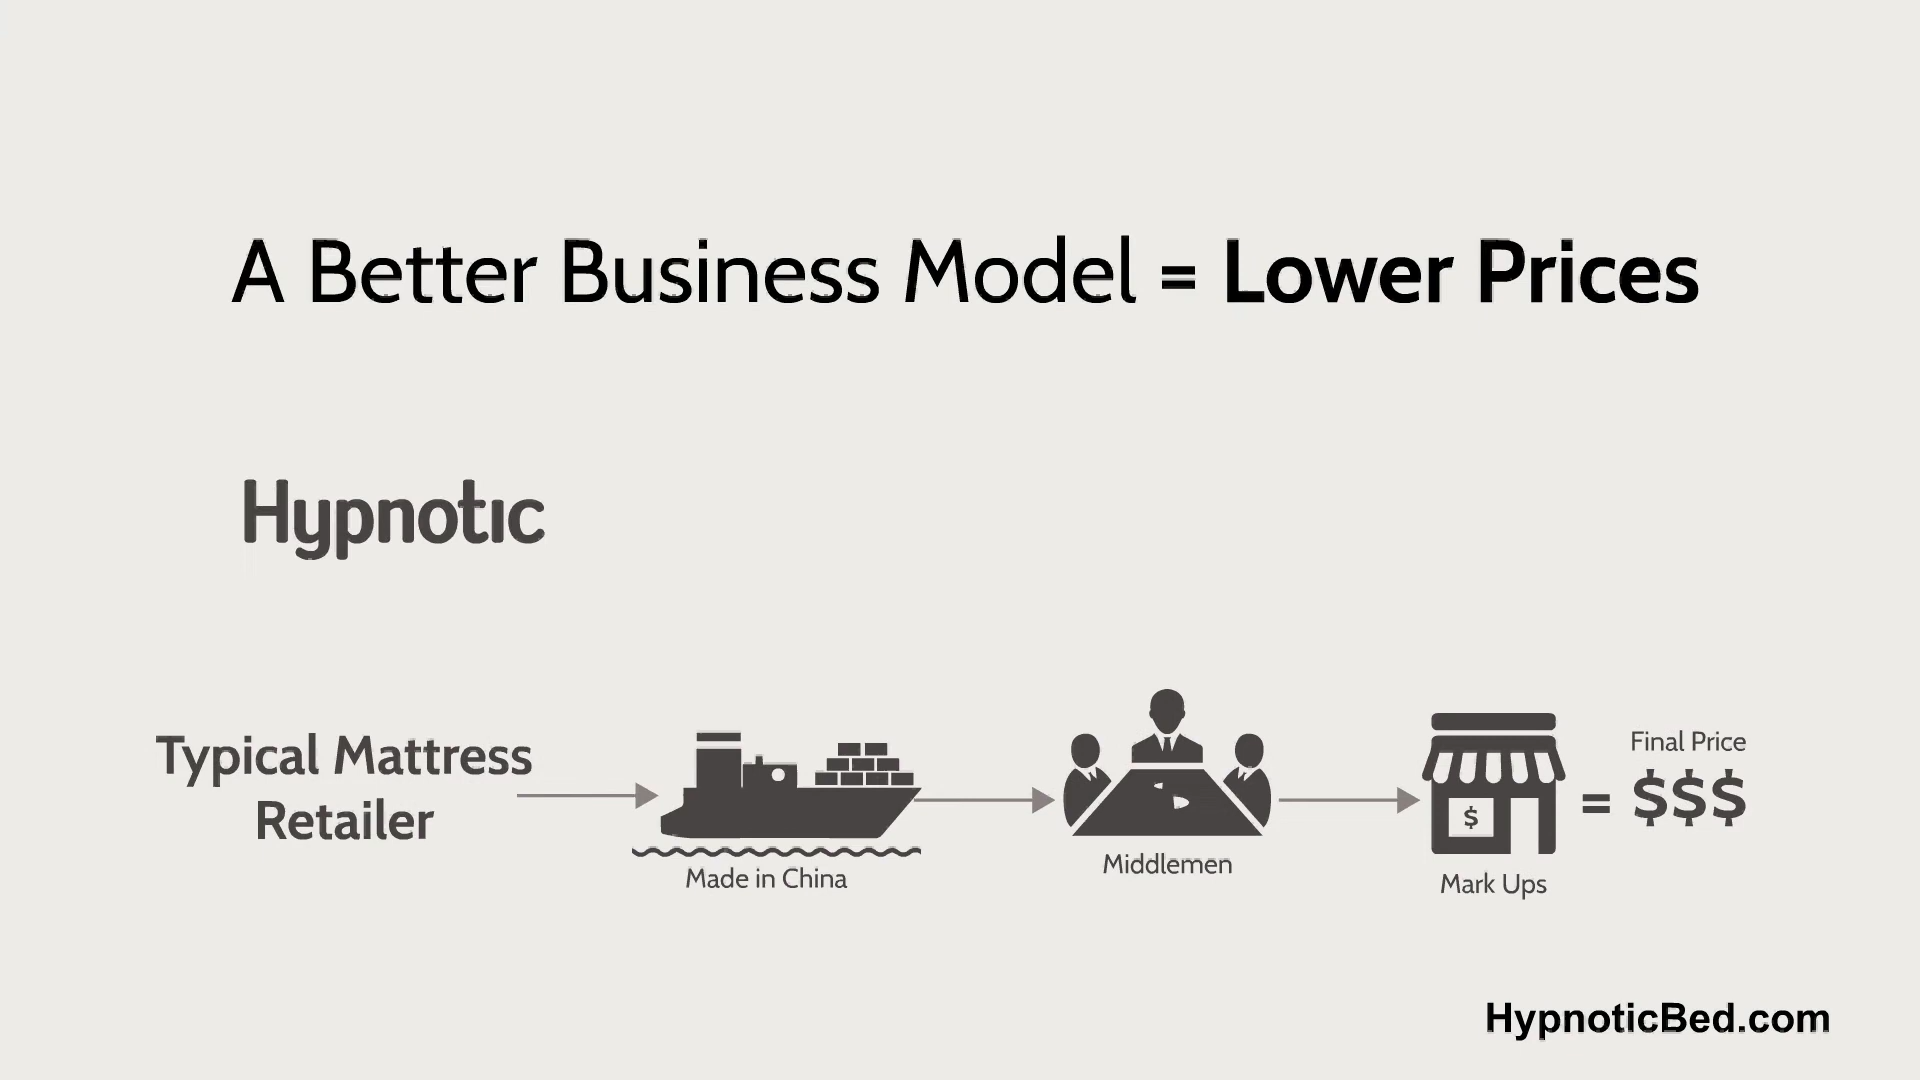 A Better Business Model = Lower Prices
Hypnotic
Typical Mattress
Retailer
Made in China
Middlemen
$
Mark Ups
=
Final Price
$$$
HypnoticBed.com